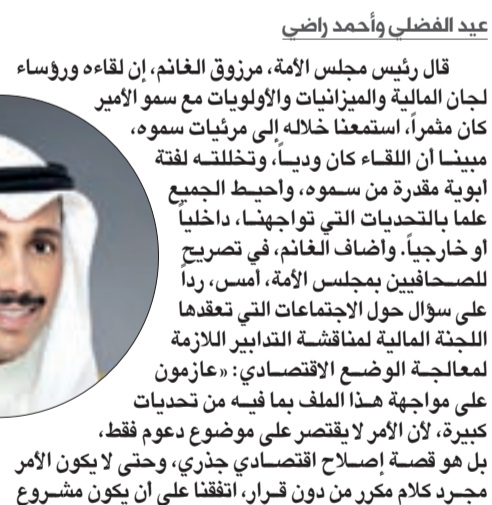 عيد الفضلي وأحمد راضي
قال رئيس مجلس الأمة، مرزوق الغانم، إن لقاءه ورؤساء
لجان المالية والميزانيات والأولويات مع سمو الأمير
كان مثمراً، استمعنا خلاله إلى مرئيات سموه،
مبينا أن اللقاء كان ودياً، وتخللته لفتة
أبوية مقدرة من سموه، وأحيط الجميع
علما بالتحديات التي تواجهنا، داخلياً
أو خارجياً. وأضاف الغانم، في تصريح
للصحافيين بمجلس الأمة، أمس، رداً
على سؤال حول الاجتماعات التي تعقدها
اللجنة المالية لمناقشة التدابير اللازمة
لمعالجة الوضع الاقتصادي: «عازمون
على مواجهة هذا الملف بما فيه من تحديات
كبيرة، لأن الأمر لا يقتصر على موضوع دعوم فقط،
بل هو قصة إصلاح اقتصادي جذري، وحتى لا يكون الأمر
مجرد كلام مكرر من دون قرار، اتفقنا على أن يكون مشروع